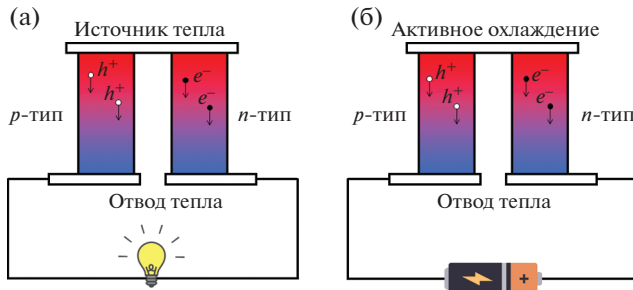 (а)
Источник тепла
h⁺
h⁺
e⁻
e⁻
p-тип
n-тип
Отвод тепла
(б)
Активное охлаждение
h⁺
h⁺
e⁻
e⁻
p-тип
n-тип
Отвод тепла
+